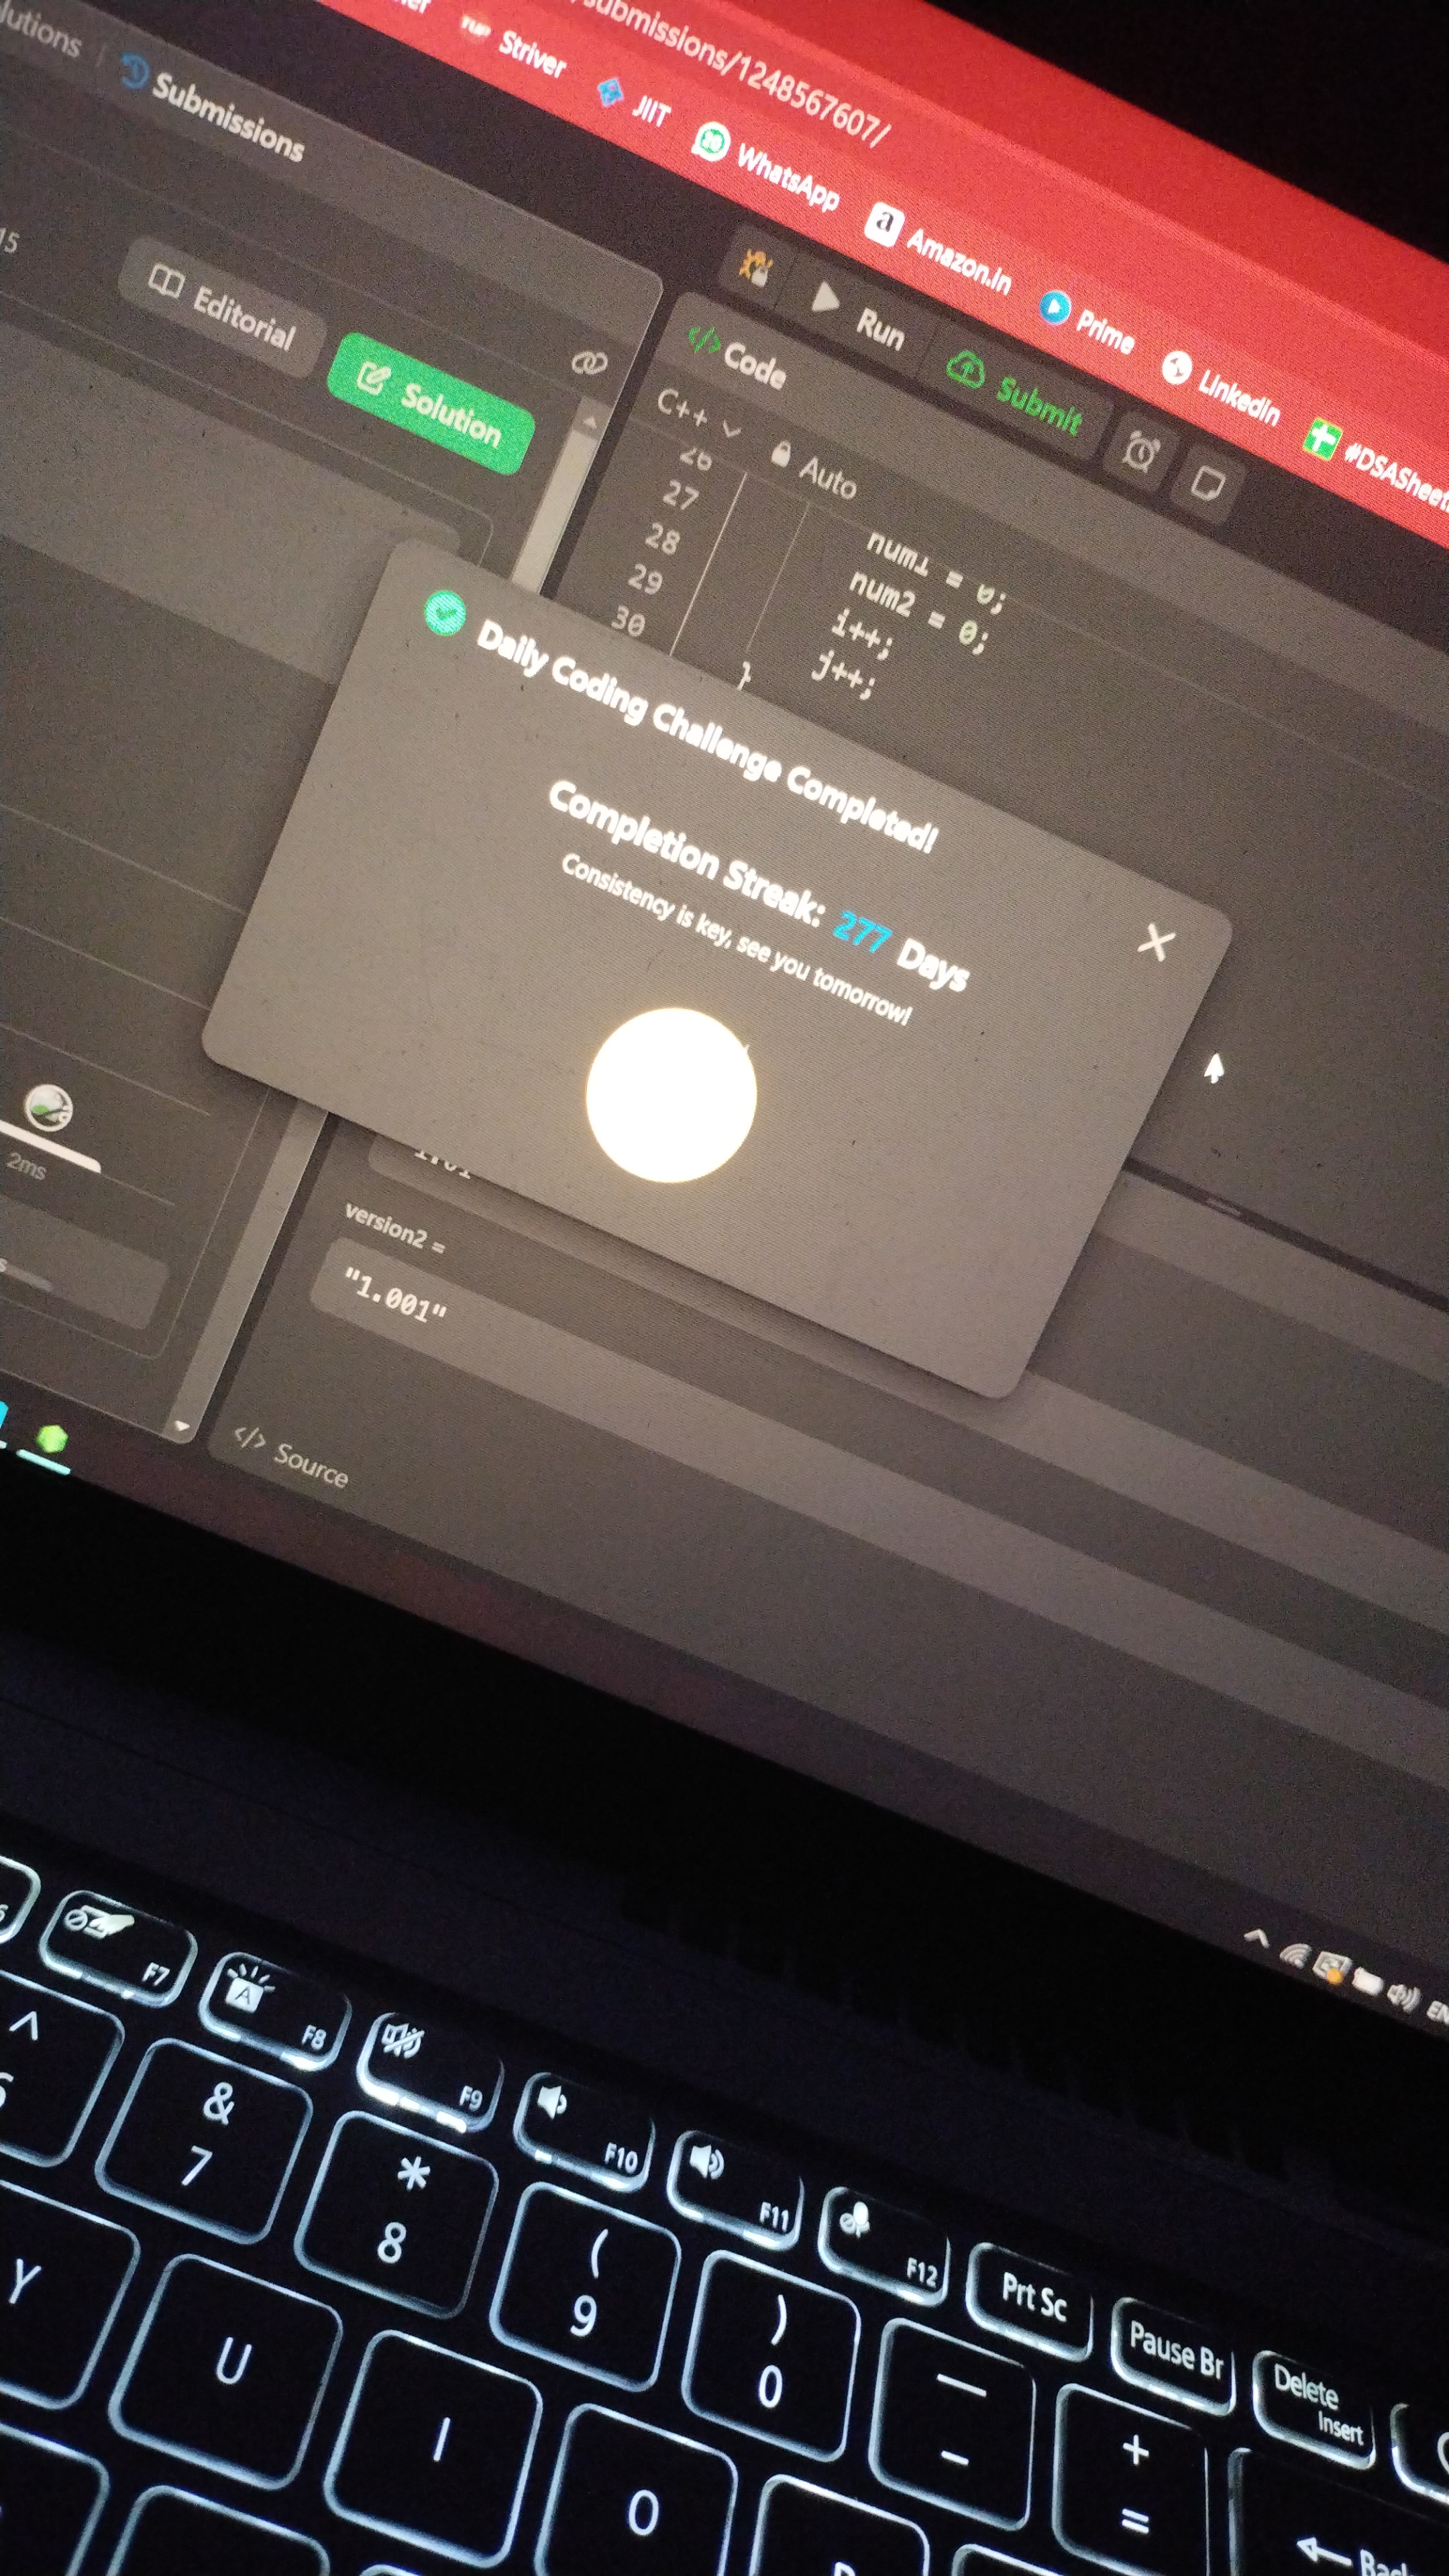 submissions/1248567607/
Striver
JIIT
WhatsApp
Amazon.in
Prime
LinkedIn
#DSASheet
Submissions
15
Editorial
Solution
Run
Submit
Code
C++
Auto
26
27
28
29
30
num1 = 0;
num2 = 0;
i++;
j++;
}
Daily Coding Challenge Completed!
Completion Streak: 277 Days
Consistency is key, see you tomorrow!
2ms
version2 =
"1.001"
Source
F7
F8
F9
F10
F11
F12
Prt Sc
Pause Br
Delete
Insert
^
&
7
*
8
(
9
)
0
_
-
+
=
Y
U
I
O